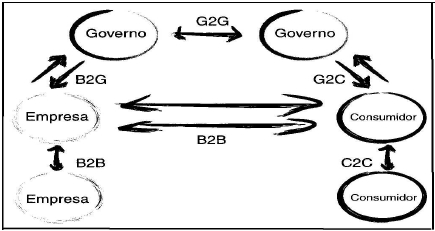 G2G
Governo
Governo
B2G
G2C
Empresa
Consumidor
B2B
B2B
C2C
Empresa
Consumidor